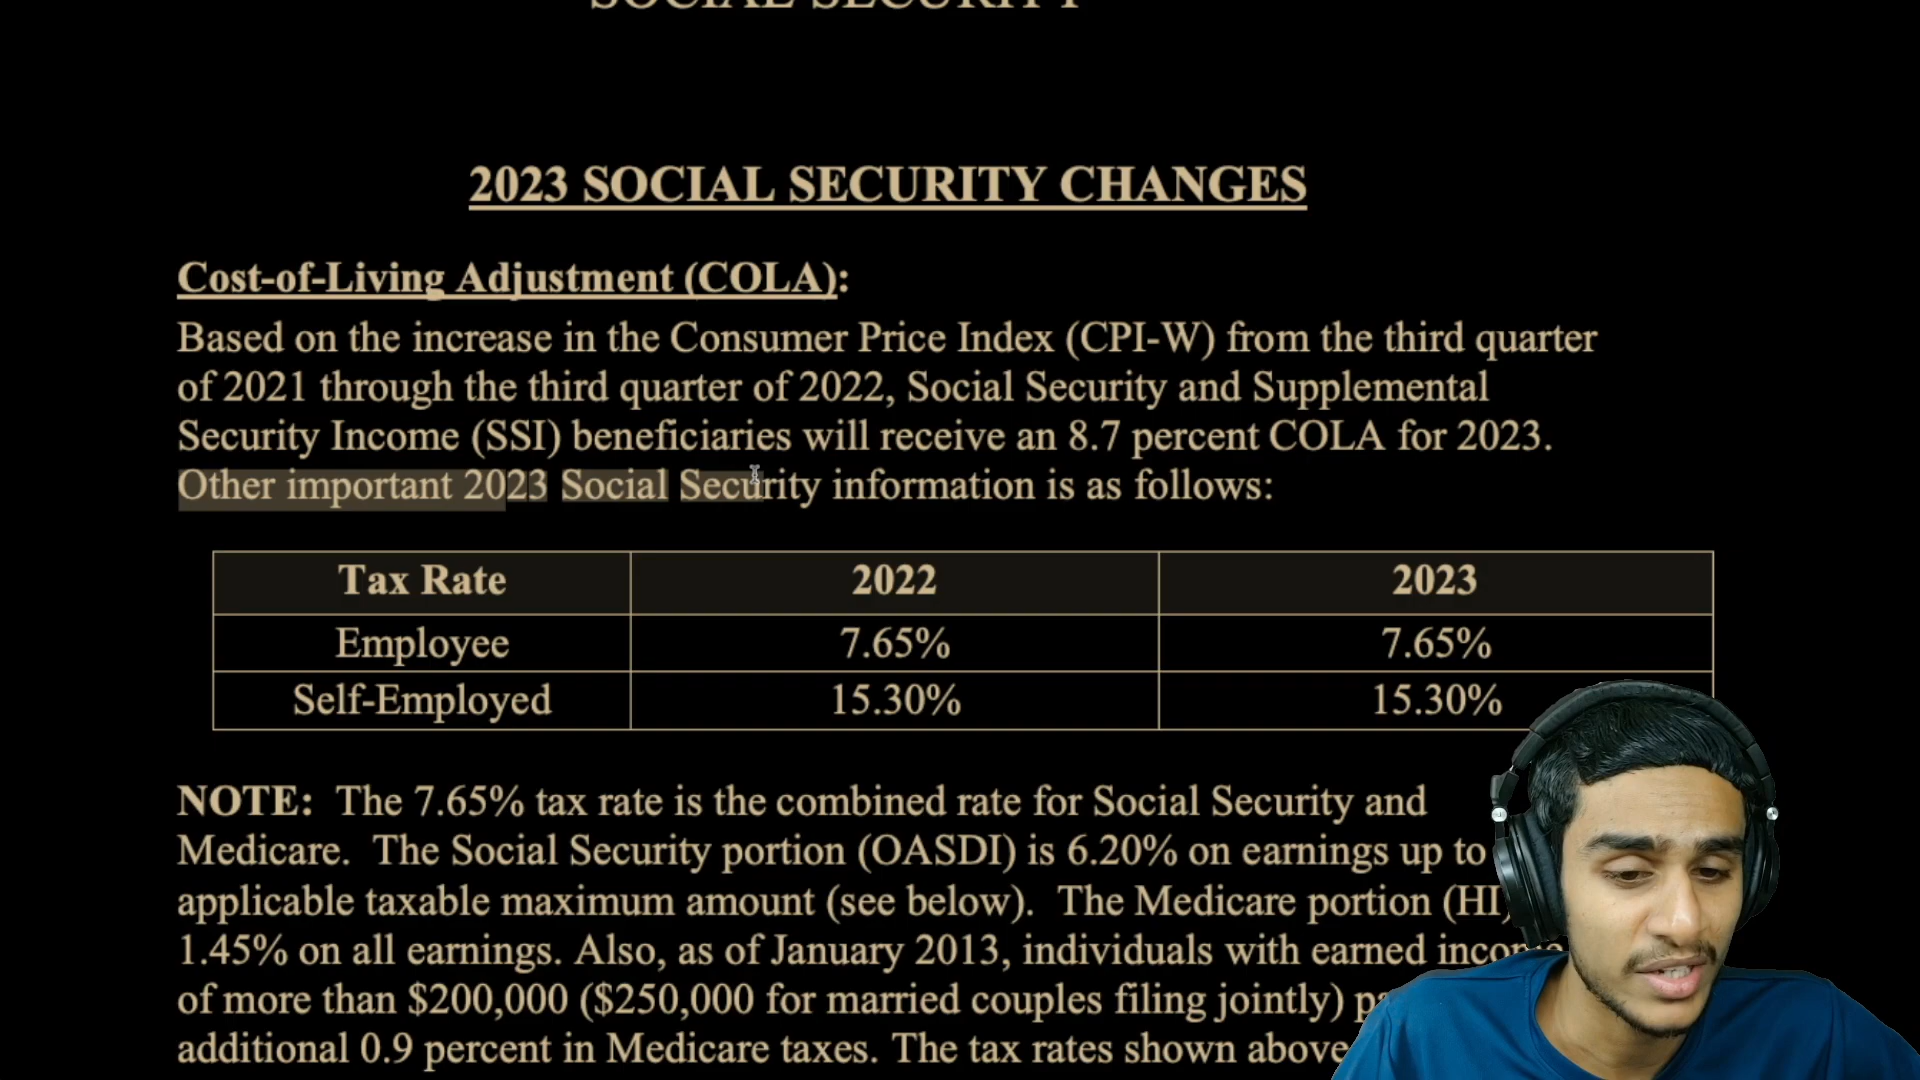 SOCIAL SECURITY
2023 SOCIAL SECURITY CHANGES
Cost-of-Living Adjustment (COLA):
Based on the increase in the Consumer Price Index (CPI-W) from the third quarter
of 2021 through the third quarter of 2022, Social Security and Supplemental
Security Income (SSI) beneficiaries will receive an 8.7 percent COLA for 2023.
Other important 2023 Social Security information is as follows:
Tax Rate 2022 2023
Employee 7.65% 7.65%
Self-Employed 15.30% 15.30%
NOTE: The 7.65% tax rate is the combined rate for Social Security and
Medicare. The Social Security portion (OASDI) is 6.20% on earnings up to
applicable taxable maximum amount (see below). The Medicare portion (HI)
1.45% on all earnings. Also, as of January 2013, individuals with earned income
of more than $200,000 ($250,000 for married couples filing jointly)
additional 0.9 percent in Medicare taxes. The tax rates shown above